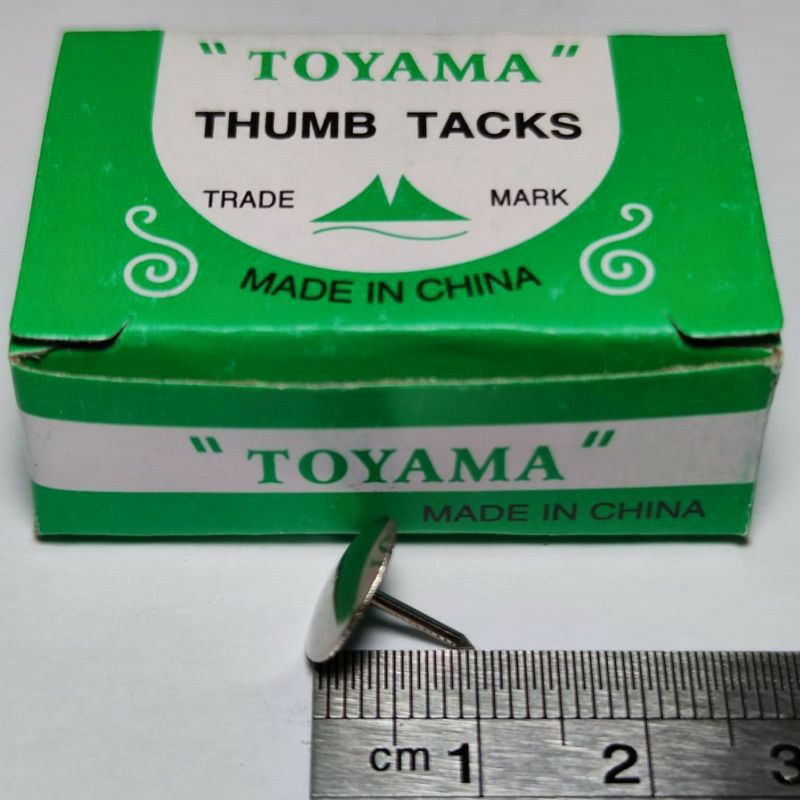 "TOYAMA"
THUMB TACKS
TRADE MARK
MADE IN CHINA
"TOYAMA"
MADE IN CHINA
cm 1 2 3